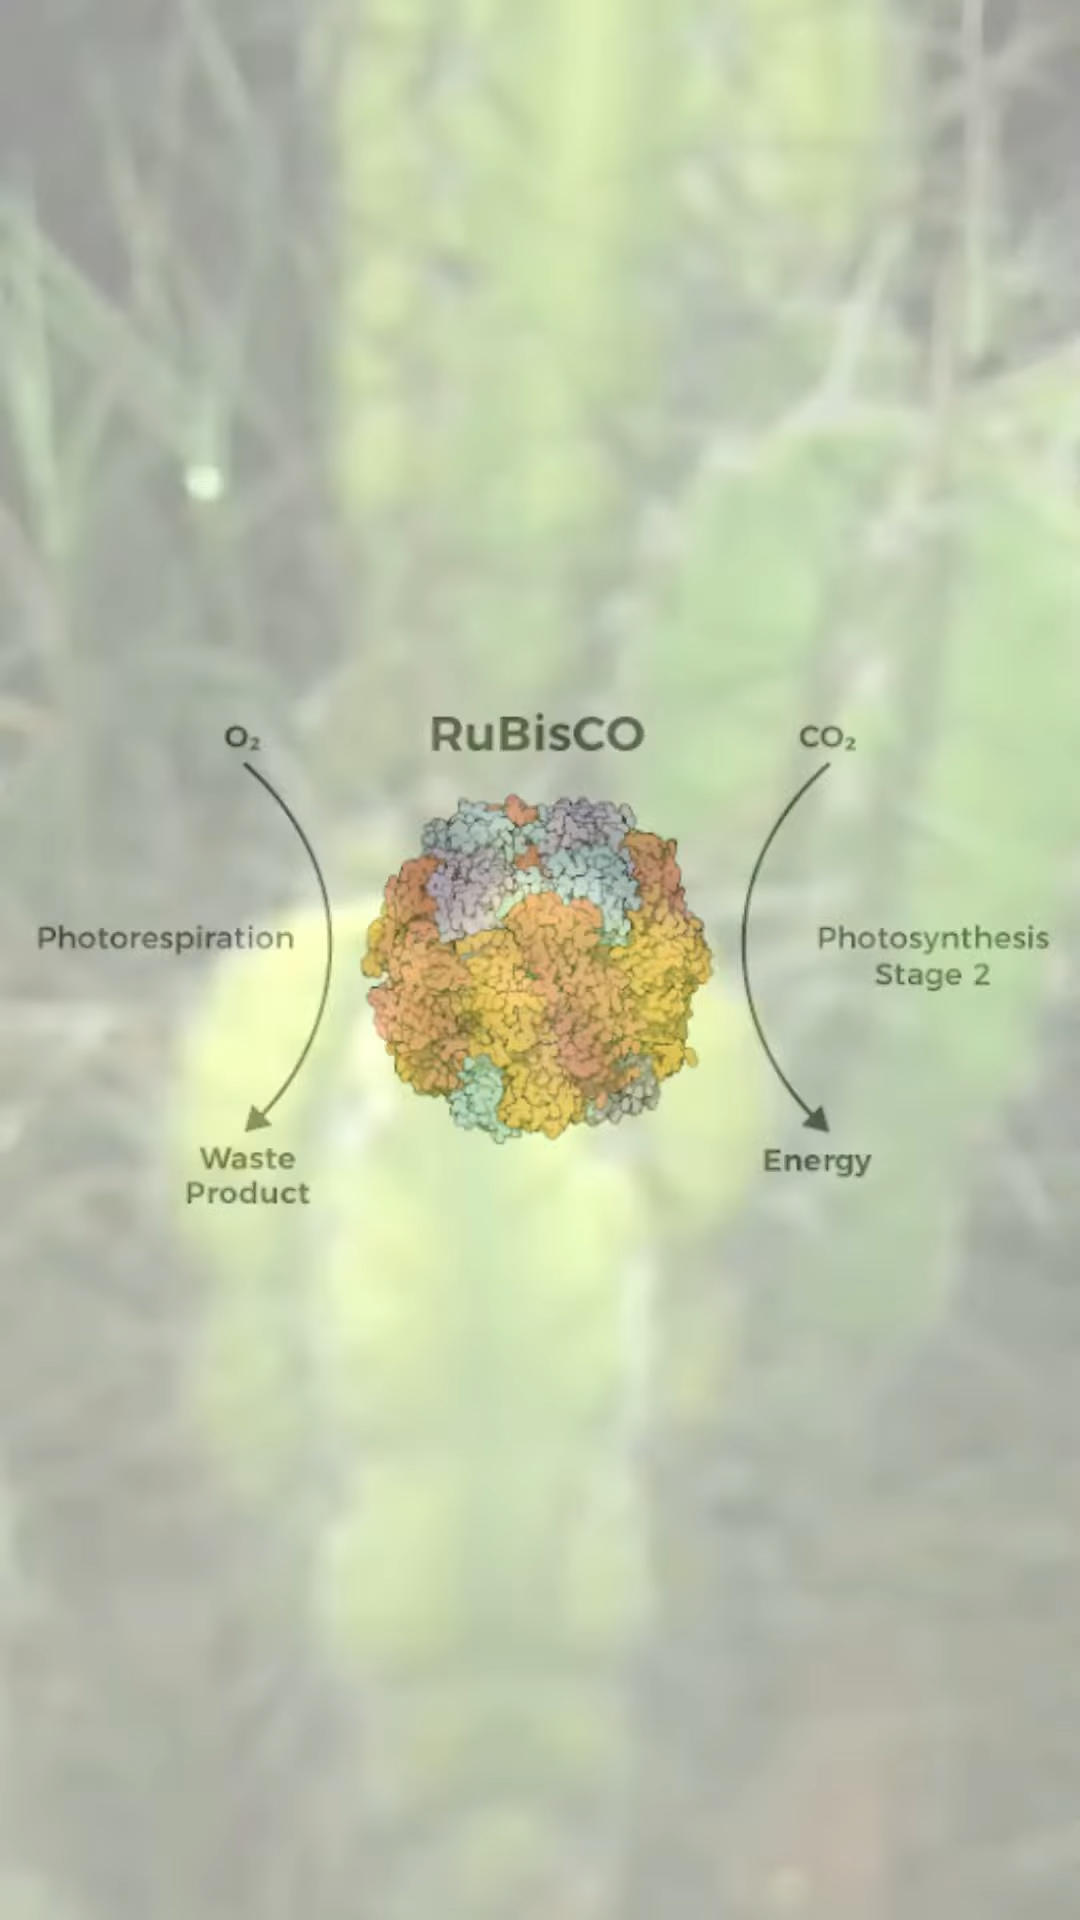 RuBisCO
O₂
CO₂
Photorespiration
Photosynthesis
Stage 2
Waste
Product
Energy